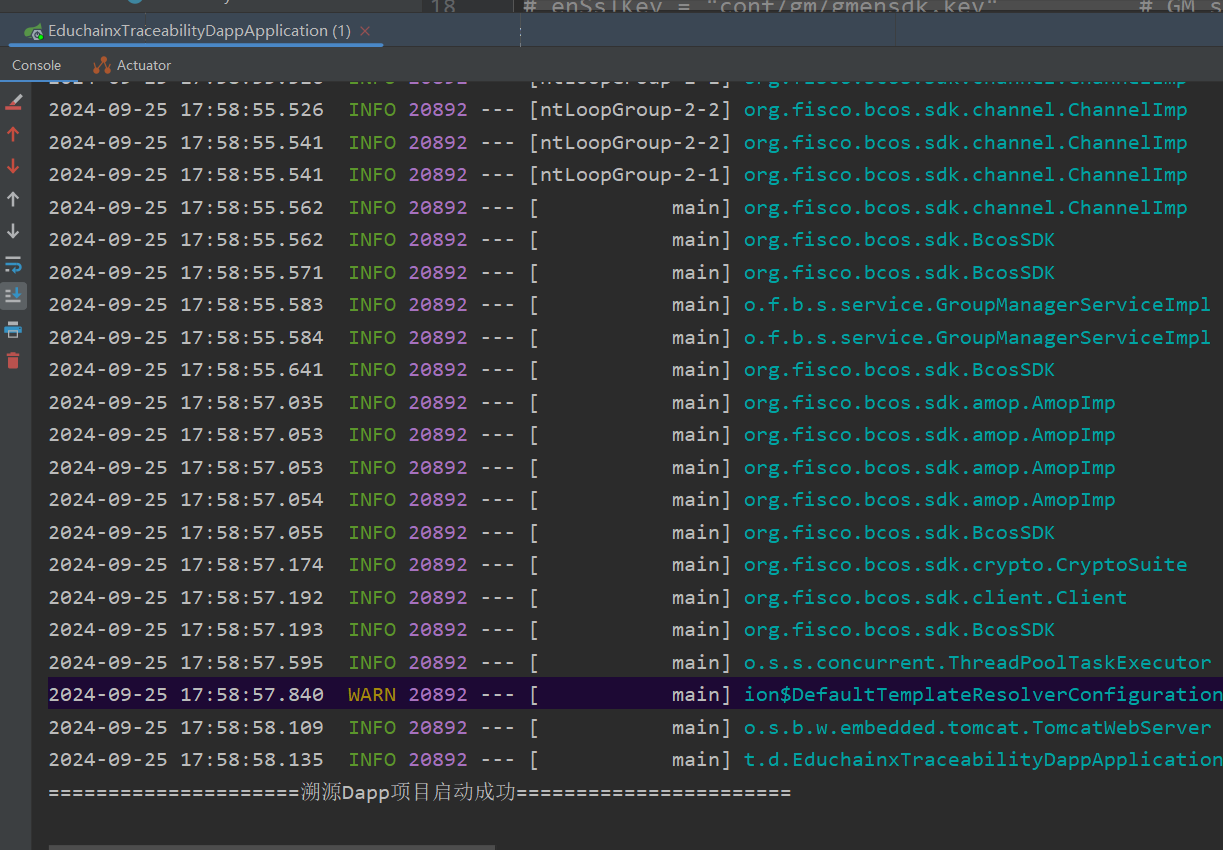 18 # enSslKey = "conf/gm/gmensdk.key" # GM s
EduchainxTraceabilityDappApplication (1)
Console Actuator
INFO [ntLoopGroup-2-2] org.fisco.bcos.sdk.channel.ChannelImp
2024-09-25 17:58:55.526 INFO 20892 --- [ntLoopGroup-2-2] org.fisco.bcos.sdk.channel.ChannelImp
2024-09-25 17:58:55.541 INFO 20892 --- [ntLoopGroup-2-2] org.fisco.bcos.sdk.channel.ChannelImp
2024-09-25 17:58:55.541 INFO 20892 --- [ntLoopGroup-2-1] org.fisco.bcos.sdk.channel.ChannelImp
2024-09-25 17:58:55.562 INFO 20892 --- [ main] org.fisco.bcos.sdk.channel.ChannelImp
2024-09-25 17:58:55.562 INFO 20892 --- [ main] org.fisco.bcos.sdk.BcosSDK
2024-09-25 17:58:55.571 INFO 20892 --- [ main] org.fisco.bcos.sdk.BcosSDK
2024-09-25 17:58:55.583 INFO 20892 --- [ main] o.f.b.s.service.GroupManagerServiceImpl
2024-09-25 17:58:55.584 INFO 20892 --- [ main] o.f.b.s.service.GroupManagerServiceImpl
2024-09-25 17:58:55.641 INFO 20892 --- [ main] org.fisco.bcos.sdk.BcosSDK
2024-09-25 17:58:57.035 INFO 20892 --- [ main] org.fisco.bcos.sdk.amop.AmopImp
2024-09-25 17:58:57.053 INFO 20892 --- [ main] org.fisco.bcos.sdk.amop.AmopImp
2024-09-25 17:58:57.053 INFO 20892 --- [ main] org.fisco.bcos.sdk.amop.AmopImp
2024-09-25 17:58:57.054 INFO 20892 --- [ main] org.fisco.bcos.sdk.amop.AmopImp
2024-09-25 17:58:57.055 INFO 20892 --- [ main] org.fisco.bcos.sdk.BcosSDK
2024-09-25 17:58:57.174 INFO 20892 --- [ main] org.fisco.bcos.sdk.crypto.CryptoSuite
2024-09-25 17:58:57.192 INFO 20892 --- [ main] org.fisco.bcos.sdk.client.Client
2024-09-25 17:58:57.193 INFO 20892 --- [ main] org.fisco.bcos.sdk.BcosSDK
2024-09-25 17:58:57.595 INFO 20892 --- [ main] o.s.s.concurrent.ThreadPoolTaskExecutor
2024-09-25 17:58:57.840 WARN 20892 --- [ main] ion$DefaultTemplateResolverConfiguration
2024-09-25 17:58:58.109 INFO 20892 --- [ main] o.s.b.w.embedded.tomcat.TomcatWebServer
2024-09-25 17:58:58.135 INFO 20892 --- [ main] t.d.EduchainxTraceabilityDappApplication
=====================溯源Dapp项目启动成功=======================